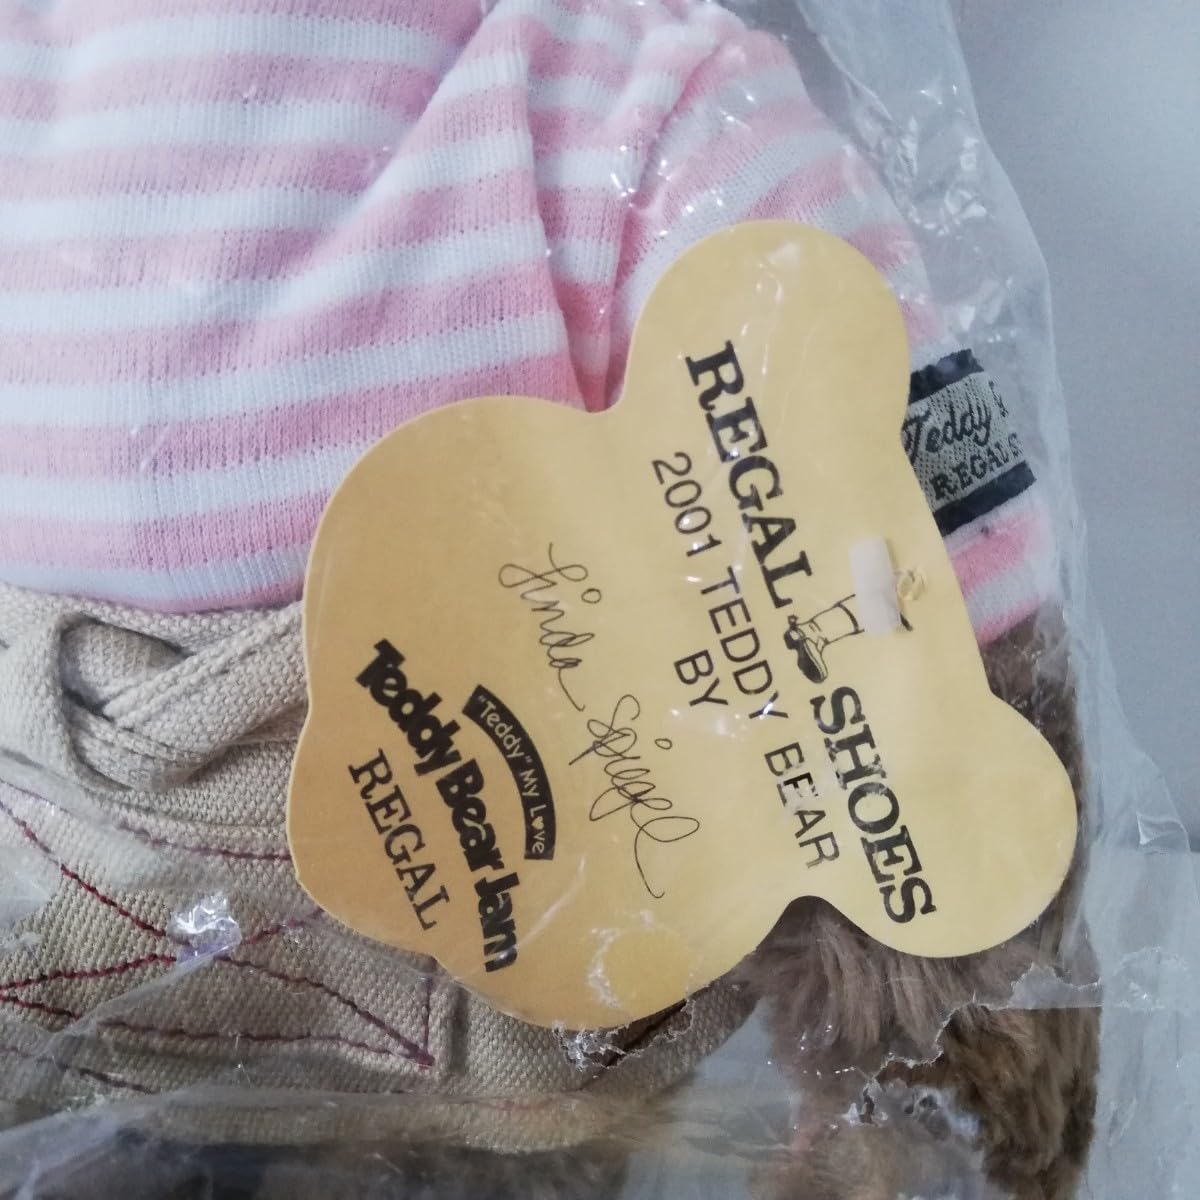 REGAL SHOES
2001 TEDDY BEAR
BY
Linda Spiegel
"Teddy" My Love
Teddy Bear Jam
REGAL
Teddy
REGAL